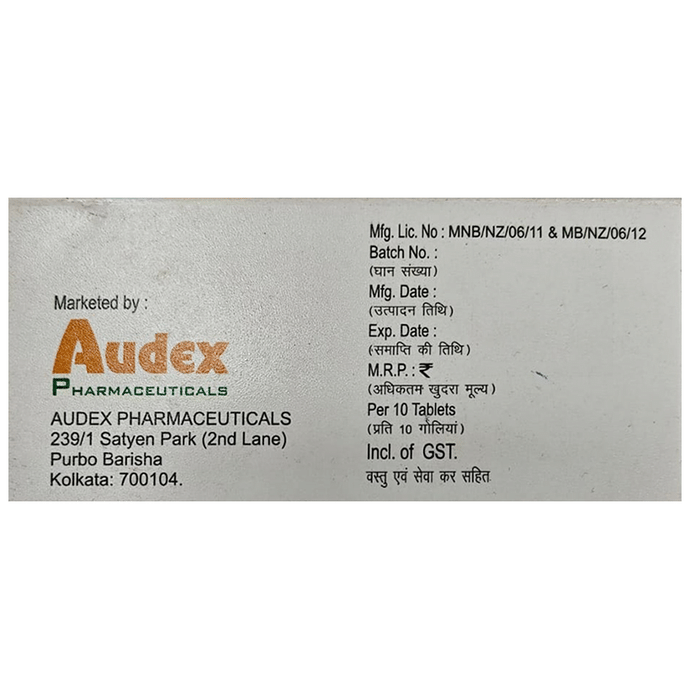 Marketed by :
Audex
PHARMACEUTICALS
AUDEX PHARMACEUTICALS
239/1 Satyen Park (2nd Lane)
Purbo Barisha
Kolkata: 700104.
Mfg. Lic. No : MNB/NZ/06/11 & MB/NZ/06/12
Batch No. :
(घान संख्या)
Mfg. Date :
(उत्पादन तिथि)
Exp. Date :
(समाप्ति की तिथि)
M.R.P. : ₹
(अधिकतम खुदरा मूल्य)
Per 10 Tablets
(प्रति 10 गोलियां)
Incl. of GST.
वस्तु एवं सेवा कर सहित